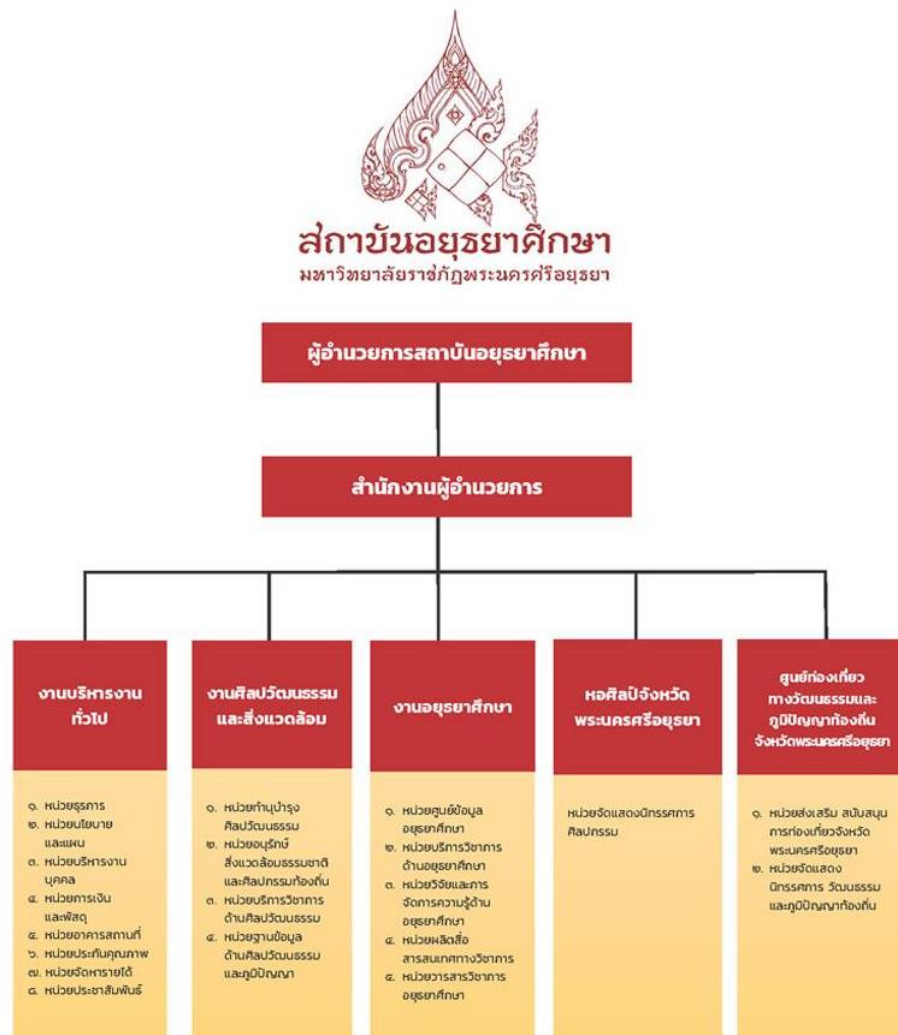 สถาบันอยุธยาศึกษา
มหาวิทยาลัยราชภัฏพระนครศรีอยุธยา
ผู้อำนวยการสถาบันอยุธยาศึกษา
สำนักงานผู้อำนวยการ
งานบริหารงาน
ทั่วไป
๑. หน่วยธุรการ
๒. หน่วยนโยบาย
และแผน
๓. หน่วยบริหารงาน
บุคคล
๔. หน่วยการเงิน
และพัสดุ
๕. หน่วยอาคารสถานที่
๖. หน่วยประกันคุณภาพ
๗. หน่วยจัดหารายได้
๘. หน่วยประชาสัมพันธ์
งานศิลปวัฒนธรรม
และสิ่งแวดล้อม
๑. หน่วยทำนุบำรุง
ศิลปวัฒนธรรม
๒. หน่วยอนุรักษ์
สิ่งแวดล้อมธรรมชาติ
และศิลปกรรมท้องถิ่น
๓. หน่วยบริการวิชาการ
ด้านศิลปวัฒนธรรม
๔. หน่วยฐานข้อมูล
ด้านศิลปวัฒนธรรม
และภูมิปัญญา
งานอยุธยาศึกษา
๑. หน่วยศูนย์ข้อมูล
อยุธยาศึกษา
๒. หน่วยบริการวิชาการ
ด้านอยุธยาศึกษา
๓. หน่วยวิจัยและการ
จัดการความรู้ด้าน
อยุธยาศึกษา
๔. หน่วยผลิตสื่อ
สารสนเทศทางวิชาการ
๕. หน่วยวารสารวิชาการ
อยุธยาศึกษา
หอศิลป์จังหวัด
พระนครศรีอยุธยา
หน่วยจัดแสดงนิทรรศการ
ศิลปกรรม
ศูนย์ท่องเที่ยว
ทางวัฒนธรรมและ
ภูมิปัญญาท้องถิ่น
จังหวัดพระนครศรีอยุธยา
๑. หน่วยส่งเสริม สนับสนุน
การท่องเที่ยวจังหวัด
พระนครศรีอยุธยา
๒. หน่วยจัดแสดง
นิทรรศการ วัฒนธรรม
และภูมิปัญญาท้องถิ่น